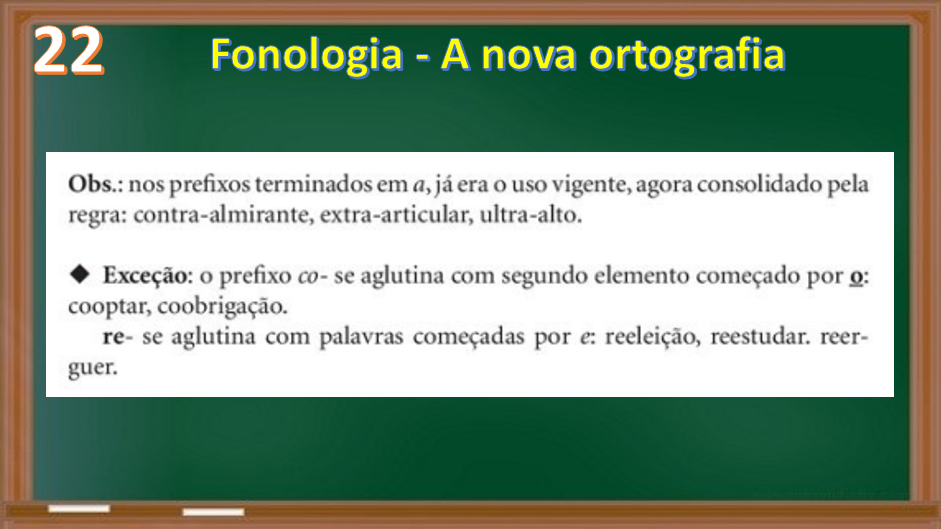 22
Fonologia - A nova ortografia
Obs.: nos prefixos terminados em a, já era o uso vigente, agora consolidado pela
regra: contra-almirante, extra-articular, ultra-alto.
◆ Exceção: o prefixo co- se aglutina com segundo elemento começado por o:
cooptar, coobrigação.
re- se aglutina com palavras começadas por e: reeleição, reestudar. reer-
guer.